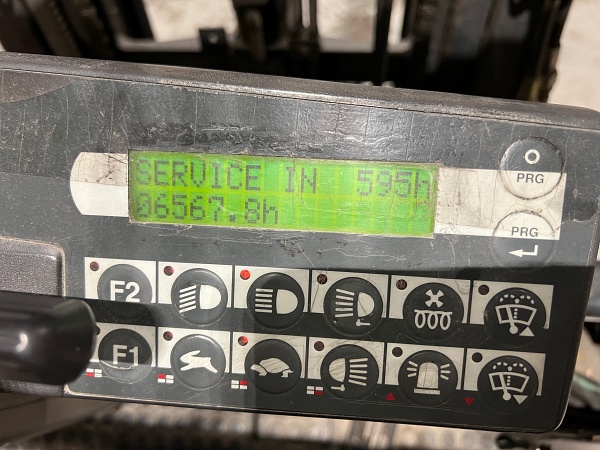 SERVICE IN 595h
06567.8h
PRG
PRG
F2
F1